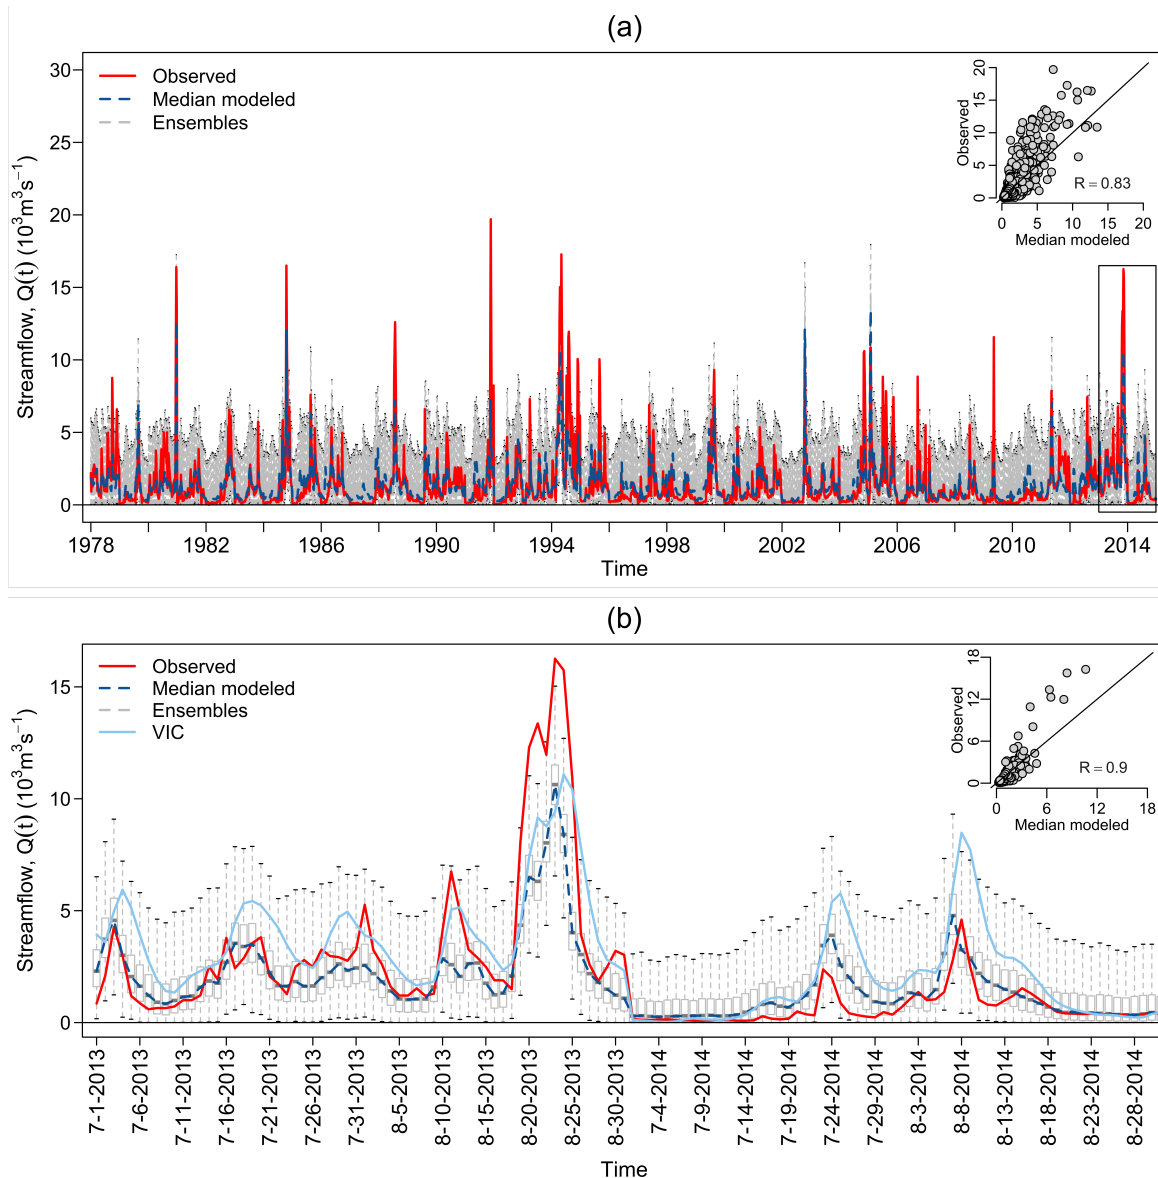 (a)
Streamflow, Q(t) (10³m³s⁻¹)
30
25
20
15
10
5
0
Observed
Median modeled
Ensembles
Observed
20
15
10
5
0
R = 0.83
0 5 10 15 20
Median modeled
1978 1982 1986 1990 1994 1998 2002 2006 2010 2014
Time
(b)
Streamflow, Q(t) (10³m³s⁻¹)
15
10
5
0
Observed
Median modeled
Ensembles
VIC
Observed
18
12
6
0
R = 0.9
0 6 12 18
Median modeled
7-1-2013 7-6-2013 7-11-2013 7-16-2013 7-21-2013 7-26-2013 7-31-2013 8-5-2013 8-10-2013 8-15-2013 8-20-2013 8-25-2013 8-30-2013 7-4-2014 7-9-2014 7-14-2014 7-19-2014 7-24-2014 7-29-2014 8-3-2014 8-8-2014 8-13-2014 8-18-2014 8-23-2014 8-28-2014
Time